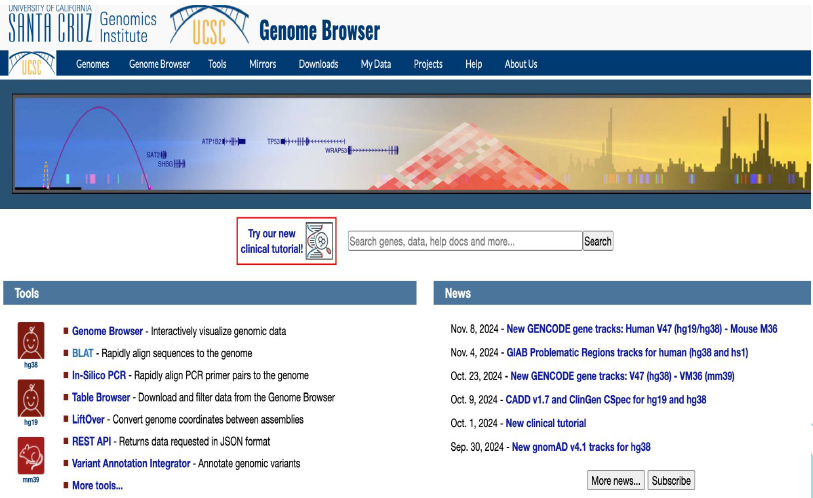 UNIVERSITY OF CALIFORNIA
SANTA CRUZ Genomics Institute
UCSC Genome Browser
UCSC Genomes Genome Browser Tools Mirrors Downloads My Data Projects Help About Us
ATP1B2 TP53
WRAP53
SAT2
SHBG
Try our new
clinical tutorial!
Search genes, data, help docs and more... Search
Tools
hg38
hg19
mm39
Genome Browser - Interactively visualize genomic data
BLAT - Rapidly align sequences to the genome
In-Silico PCR - Rapidly align PCR primer pairs to the genome
Table Browser - Download and filter data from the Genome Browser
LiftOver - Convert genome coordinates between assemblies
REST API - Returns data requested in JSON format
Variant Annotation Integrator - Annotate genomic variants
More tools...
News
Nov. 8, 2024 - New GENCODE gene tracks: Human V47 (hg19/hg38) - Mouse M36
Nov. 4, 2024 - GIAB Problematic Regions tracks for human (hg38 and hs1)
Oct. 23, 2024 - New GENCODE gene tracks: V47 (hg38) - VM36 (mm39)
Oct. 9, 2024 - CADD v1.7 and ClinGen CSpec for hg19 and hg38
Oct. 1, 2024 - New clinical tutorial
Sep. 30, 2024 - New gnomAD v4.1 tracks for hg38
More news... Subscribe